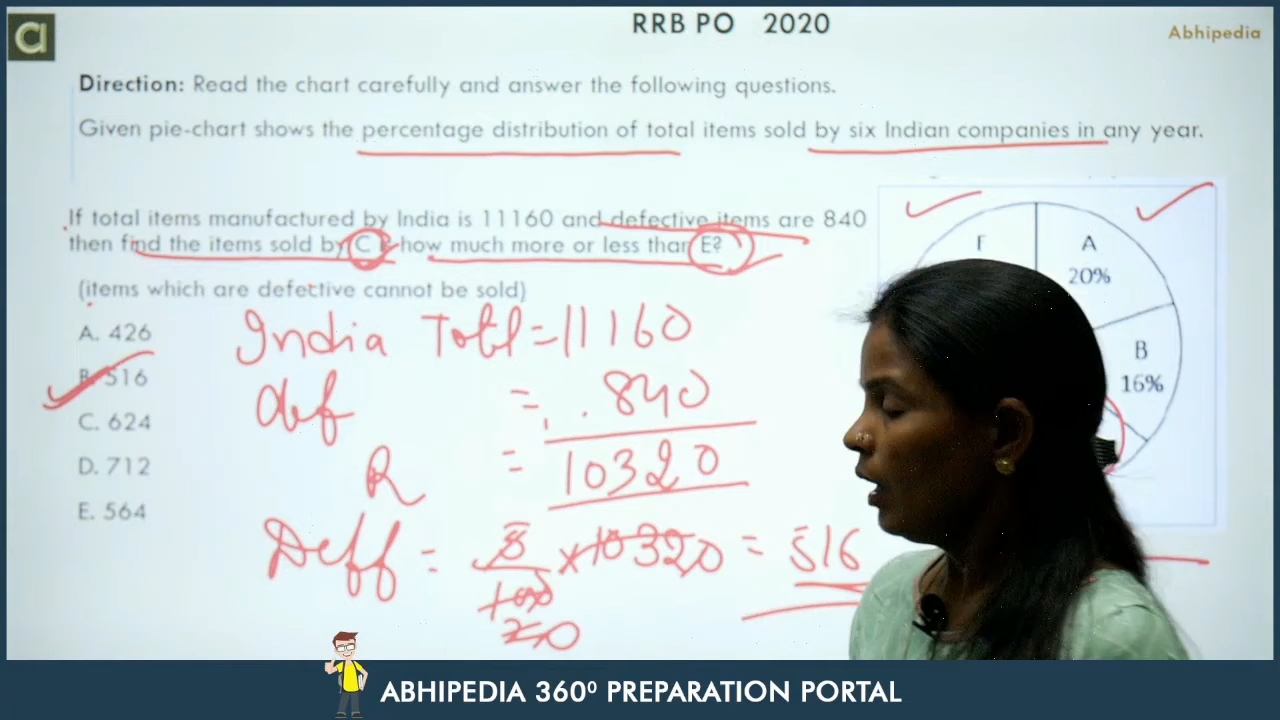 a
RRB PO 2020
Abhipedia
Direction: Read the chart carefully and answer the following questions.
Given pie-chart shows the percentage distribution of total items sold by six Indian companies in any year.
If total items manufactured by India is 11160 and defective items are 840
then find the items sold by C how much more or less than E?
(items which are defective cannot be sold)
A. 426
B. 516
C. 624
D. 712
E. 564
F
A
20%
B
16%
India Totl = 11160
def = 840
R = 10320
Deff = 5/100 × 10320 = 516
20
ABHIPEDIA 360⁰ PREPARATION PORTAL